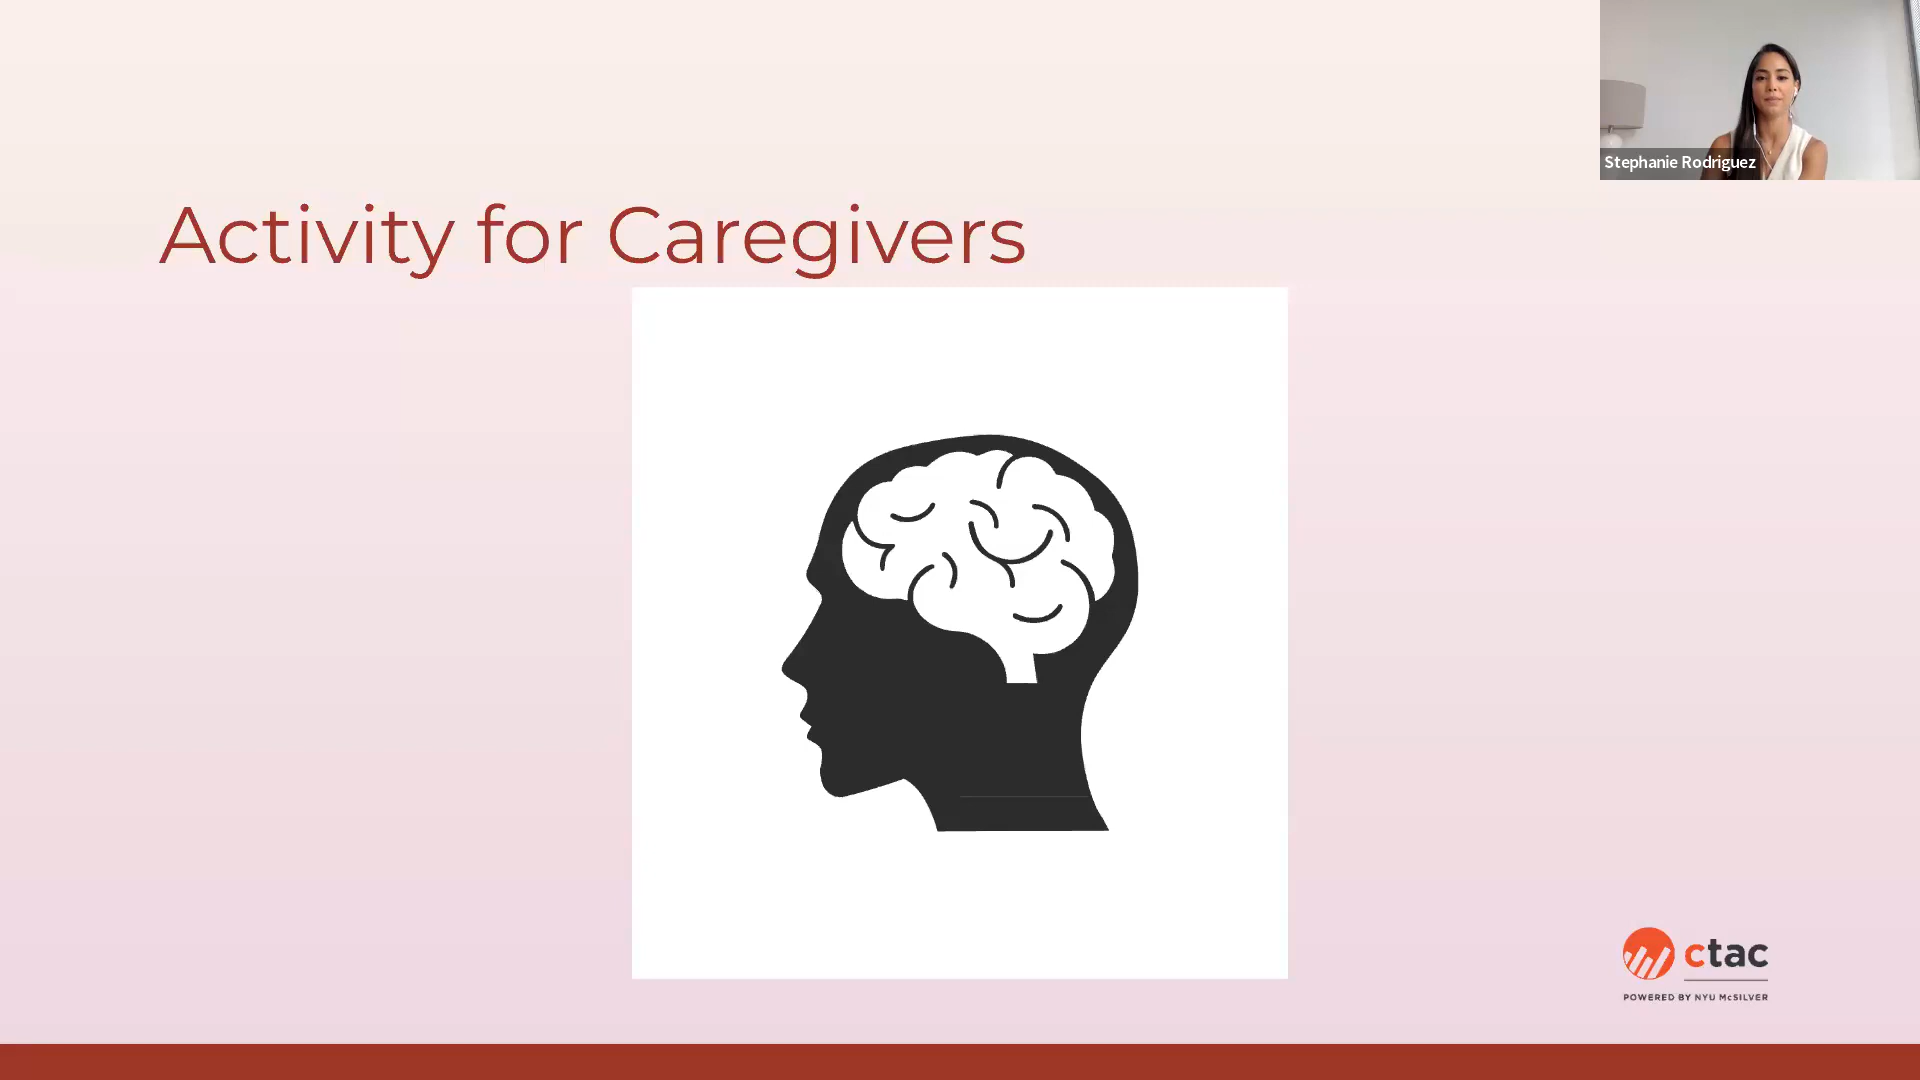 Stephanie Rodriguez
Activity for Caregivers
ctac
POWERED BY NYU McSILVER